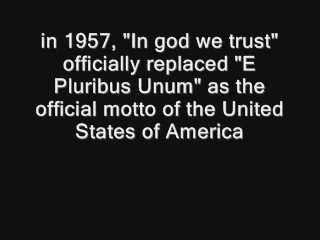 in 1957, "In god we trust"
officially replaced "E
Pluribus Unum" as the
official motto of the United
States of America